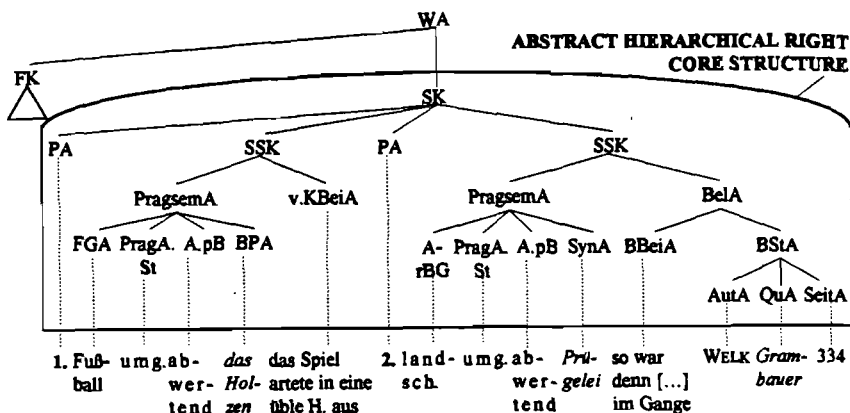 WA
ABSTRACT HIERARCHICAL RIGHT
CORE STRUCTURE
FK
SK
PA SSK PA SSK
PragsemA v.KBeiA PragsemA BelA
FGA PragA. A.pB BPA A- PragA. A.pB SynA BBeiA BStA
St rBG St
AutA QuA SeitA
1. Fuß- umg. ab- das das Spiel 2. land- umg. ab- Prü- so war WELK Gram- 334
ball wer- Hol- artete in eine sch. wer- gelei denn [...] bauer
tend zen üble H. aus tend im Gange